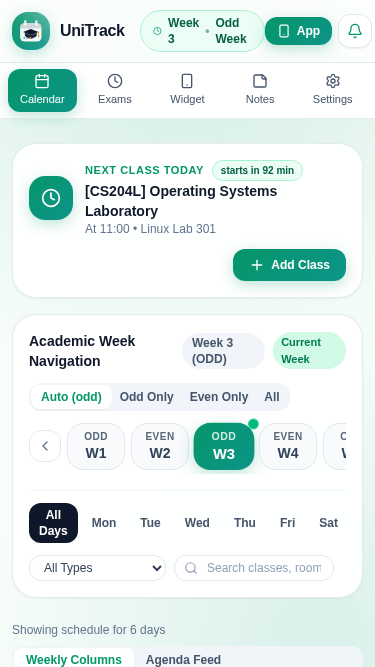 UniTrack
Week 3 • Odd Week
App
Calendar
Exams
Widget
Notes
Settings
NEXT CLASS TODAY
starts in 92 min
[CS204L] Operating Systems
Laboratory
At 11:00 • Linux Lab 301
Add Class
Academic Week
Navigation
Week 3
(ODD)
Current
Week
Auto (odd)
Odd Only
Even Only
All
ODD
W1
EVEN
W2
ODD
W3
EVEN
W4
All
Days
Mon
Tue
Wed
Thu
Fri
Sat
All Types
Search classes, room
Showing schedule for 6 days
Weekly Columns
Agenda Feed